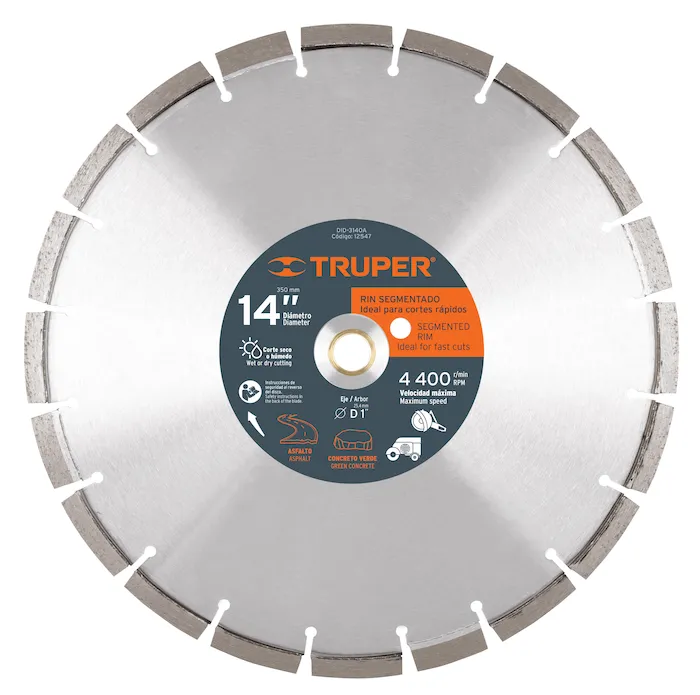 DID-3140A
Código: 12547
TRUPER®
350 mm
14”
Diámetro
Diameter
RIN SEGMENTADO
Ideal para cortes rápidos
SEGMENTED
RIM
Ideal for fast cuts
Corte seco
o húmedo
Wet or dry cutting
Instrucciones de
seguridad al reverso
del disco.
Safety instructions in
the back of the blade.
Eje / Arbor
25,4 mm
Ø D 1"
4 400 r/min
RPM
Velocidad máxima
Maximum speed
ASFALTO
ASPHALT
CONCRETO VERDE
GREEN CONCRETE